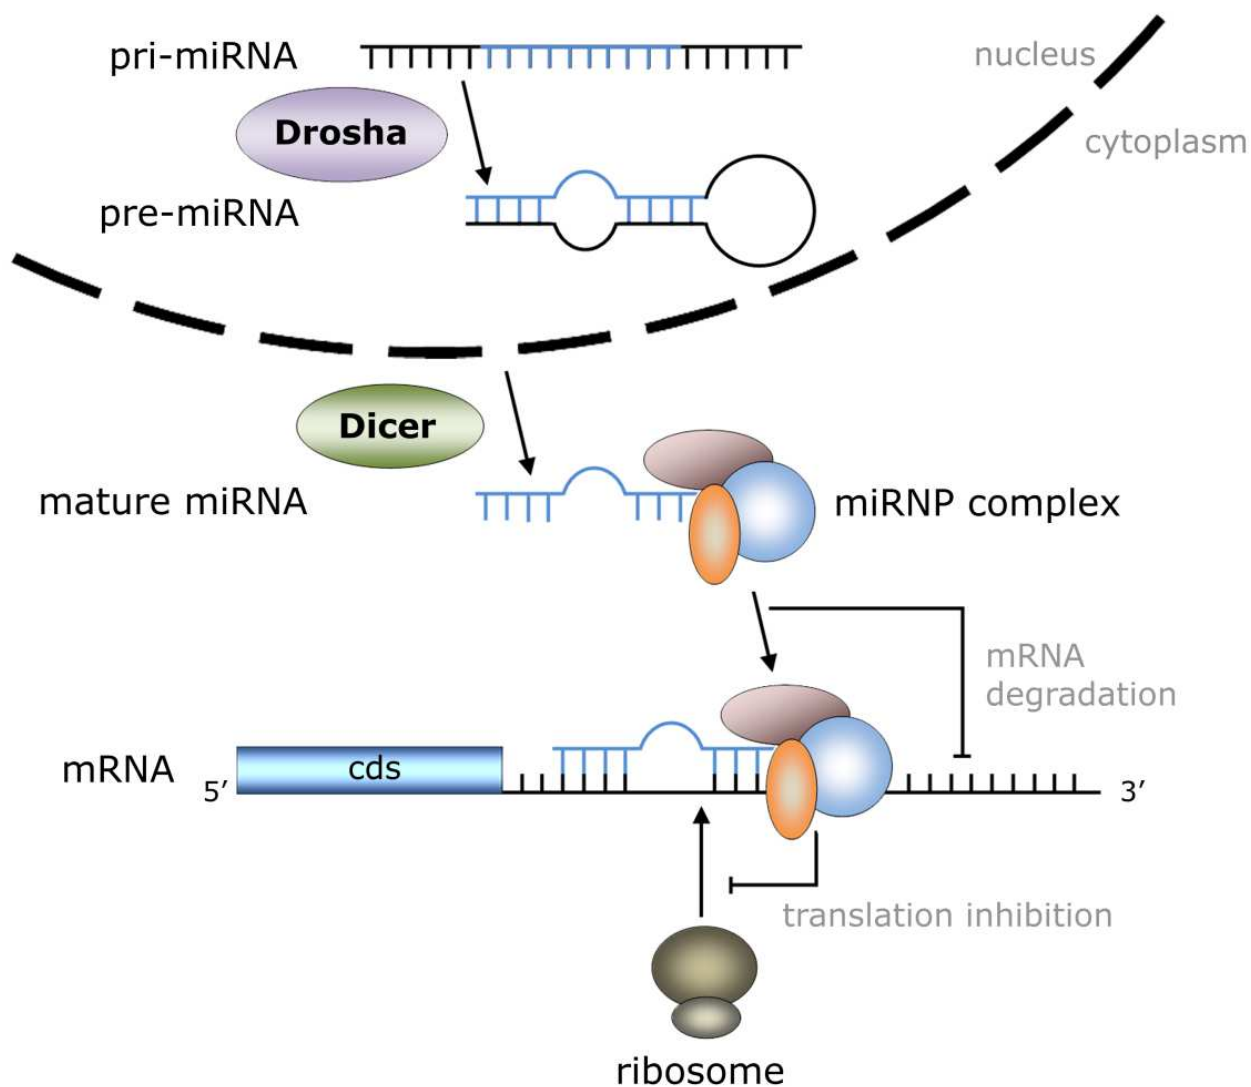 pri-miRNA
nucleus
Drosha
cytoplasm
pre-miRNA
Dicer
mature miRNA
miRNP complex
mRNA
degradation
mRNA
5′
cds
3′
translation inhibition
ribosome